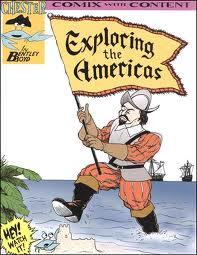 CHESTER
COMIX WITH CONTENT
by
BENTLEY
BOYD
Exploring
the
Americas
HEY!
WATCH
IT!